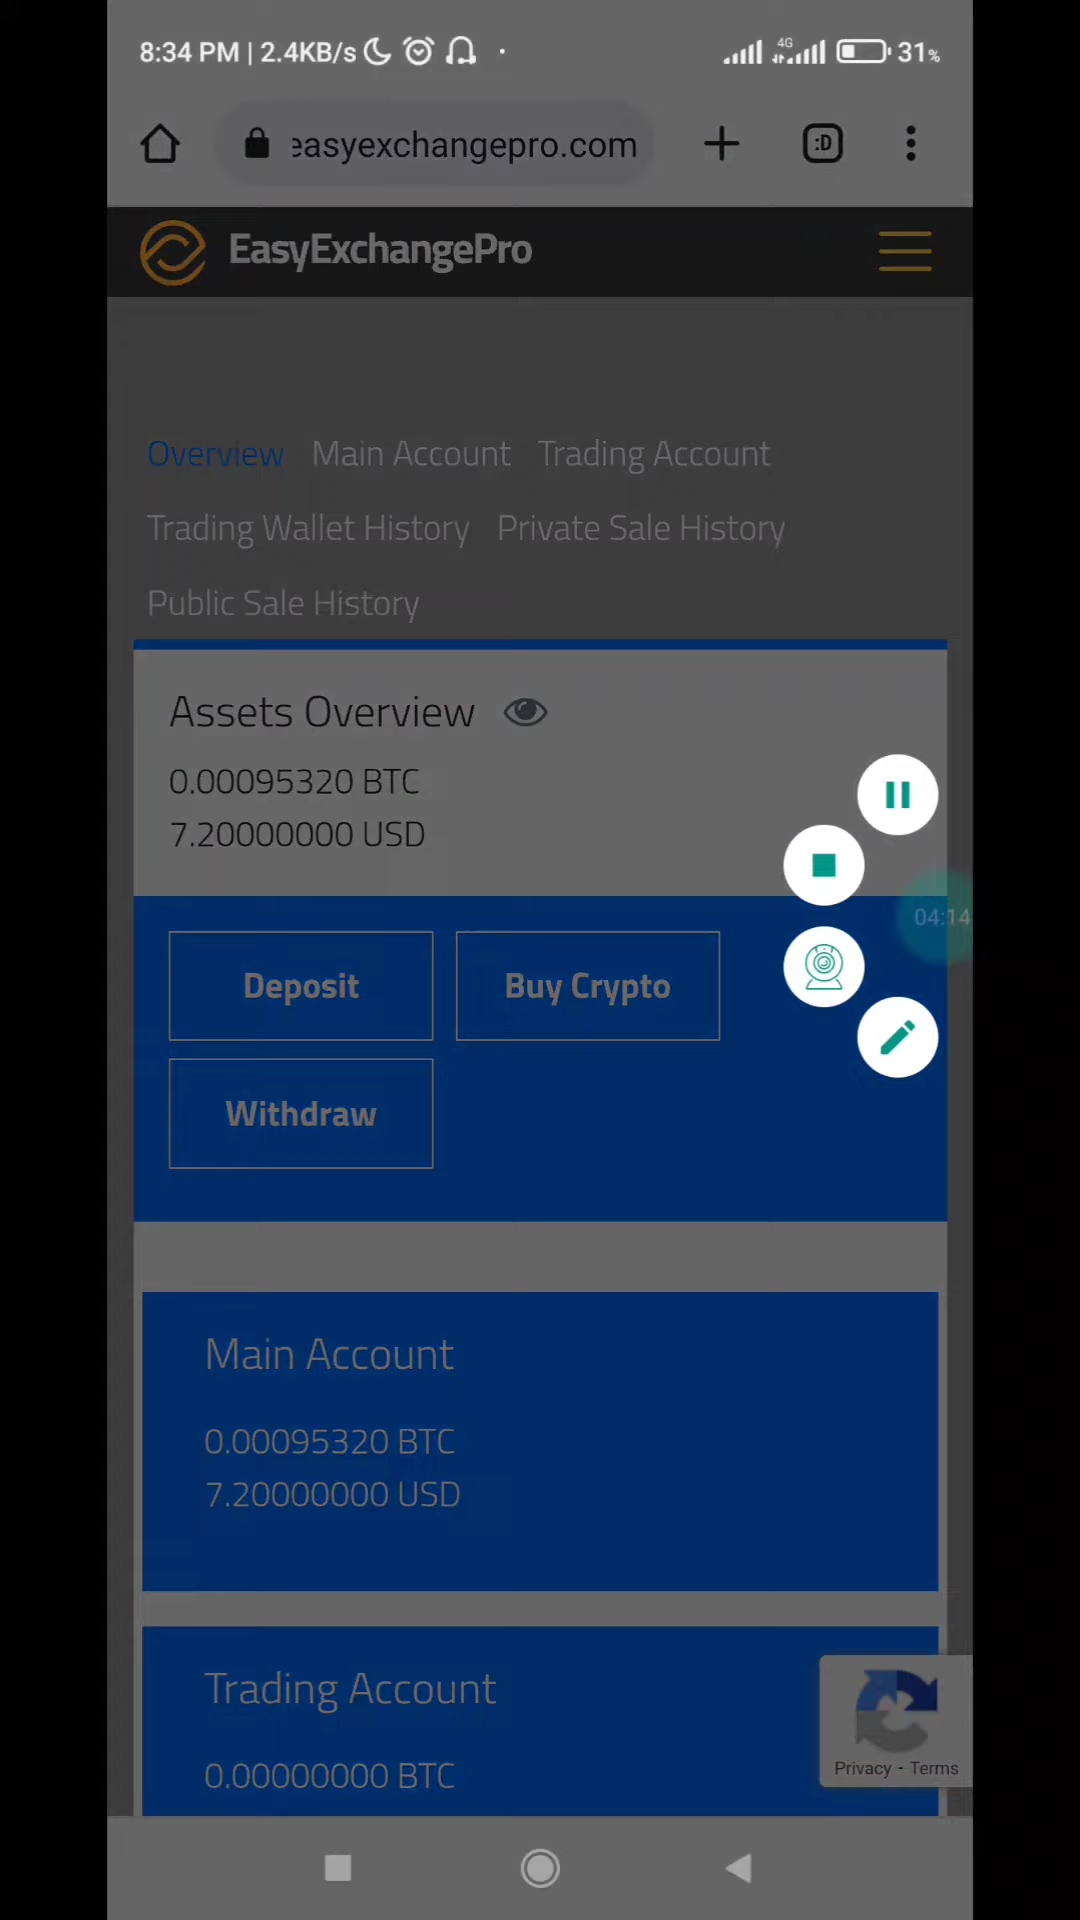 8:34 PM | 2.4KB/s 4G 31%
easyexchangepro.com :D
EasyExchangePro
Overview Main Account Trading Account
Trading Wallet History Private Sale History
Public Sale History
Assets Overview
0.00095320 BTC
7.20000000 USD
04:14
Deposit Buy Crypto
Withdraw
Main Account
0.00095320 BTC
7.20000000 USD
Trading Account
0.00000000 BTC
Privacy - Terms